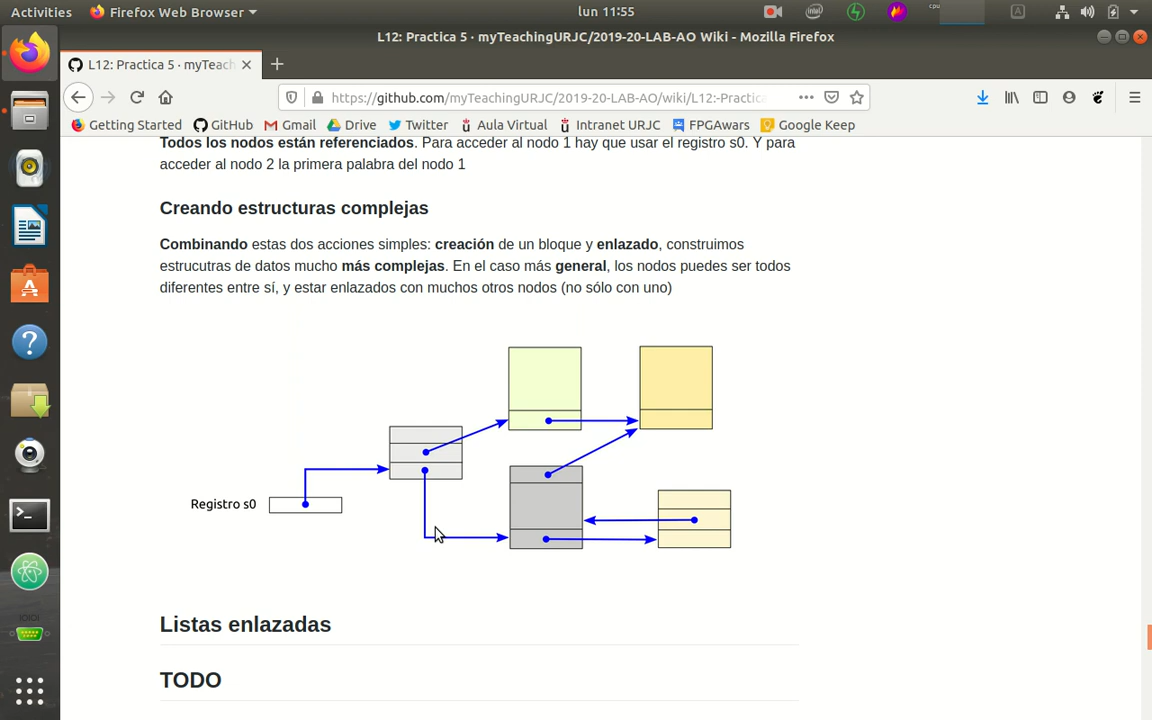 Activities
Firefox Web Browser
lun 11:55
cpu
A
L12: Practica 5 · myTeachingURJC/2019-20-LAB-AO Wiki - Mozilla Firefox
L12: Practica 5 · myTeach
https://github.com/myTeachingURJC/2019-20-LAB-AO/wiki/L12:-Practica
Getting Started GitHub Gmail Drive Twitter Aula Virtual Intranet URJC FPGAwars Google Keep
Todos los nodos están referenciados. Para acceder al nodo 1 hay que usar el registro s0. Y para
acceder al nodo 2 la primera palabra del nodo 1
Creando estructuras complejas
Combinando estas dos acciones simples: creación de un bloque y enlazado, construimos
estrucutras de datos mucho más complejas. En el caso más general, los nodos puedes ser todos
diferentes entre sí, y estar enlazados con muchos otros nodos (no sólo con uno)
Registro s0
Listas enlazadas
TODO